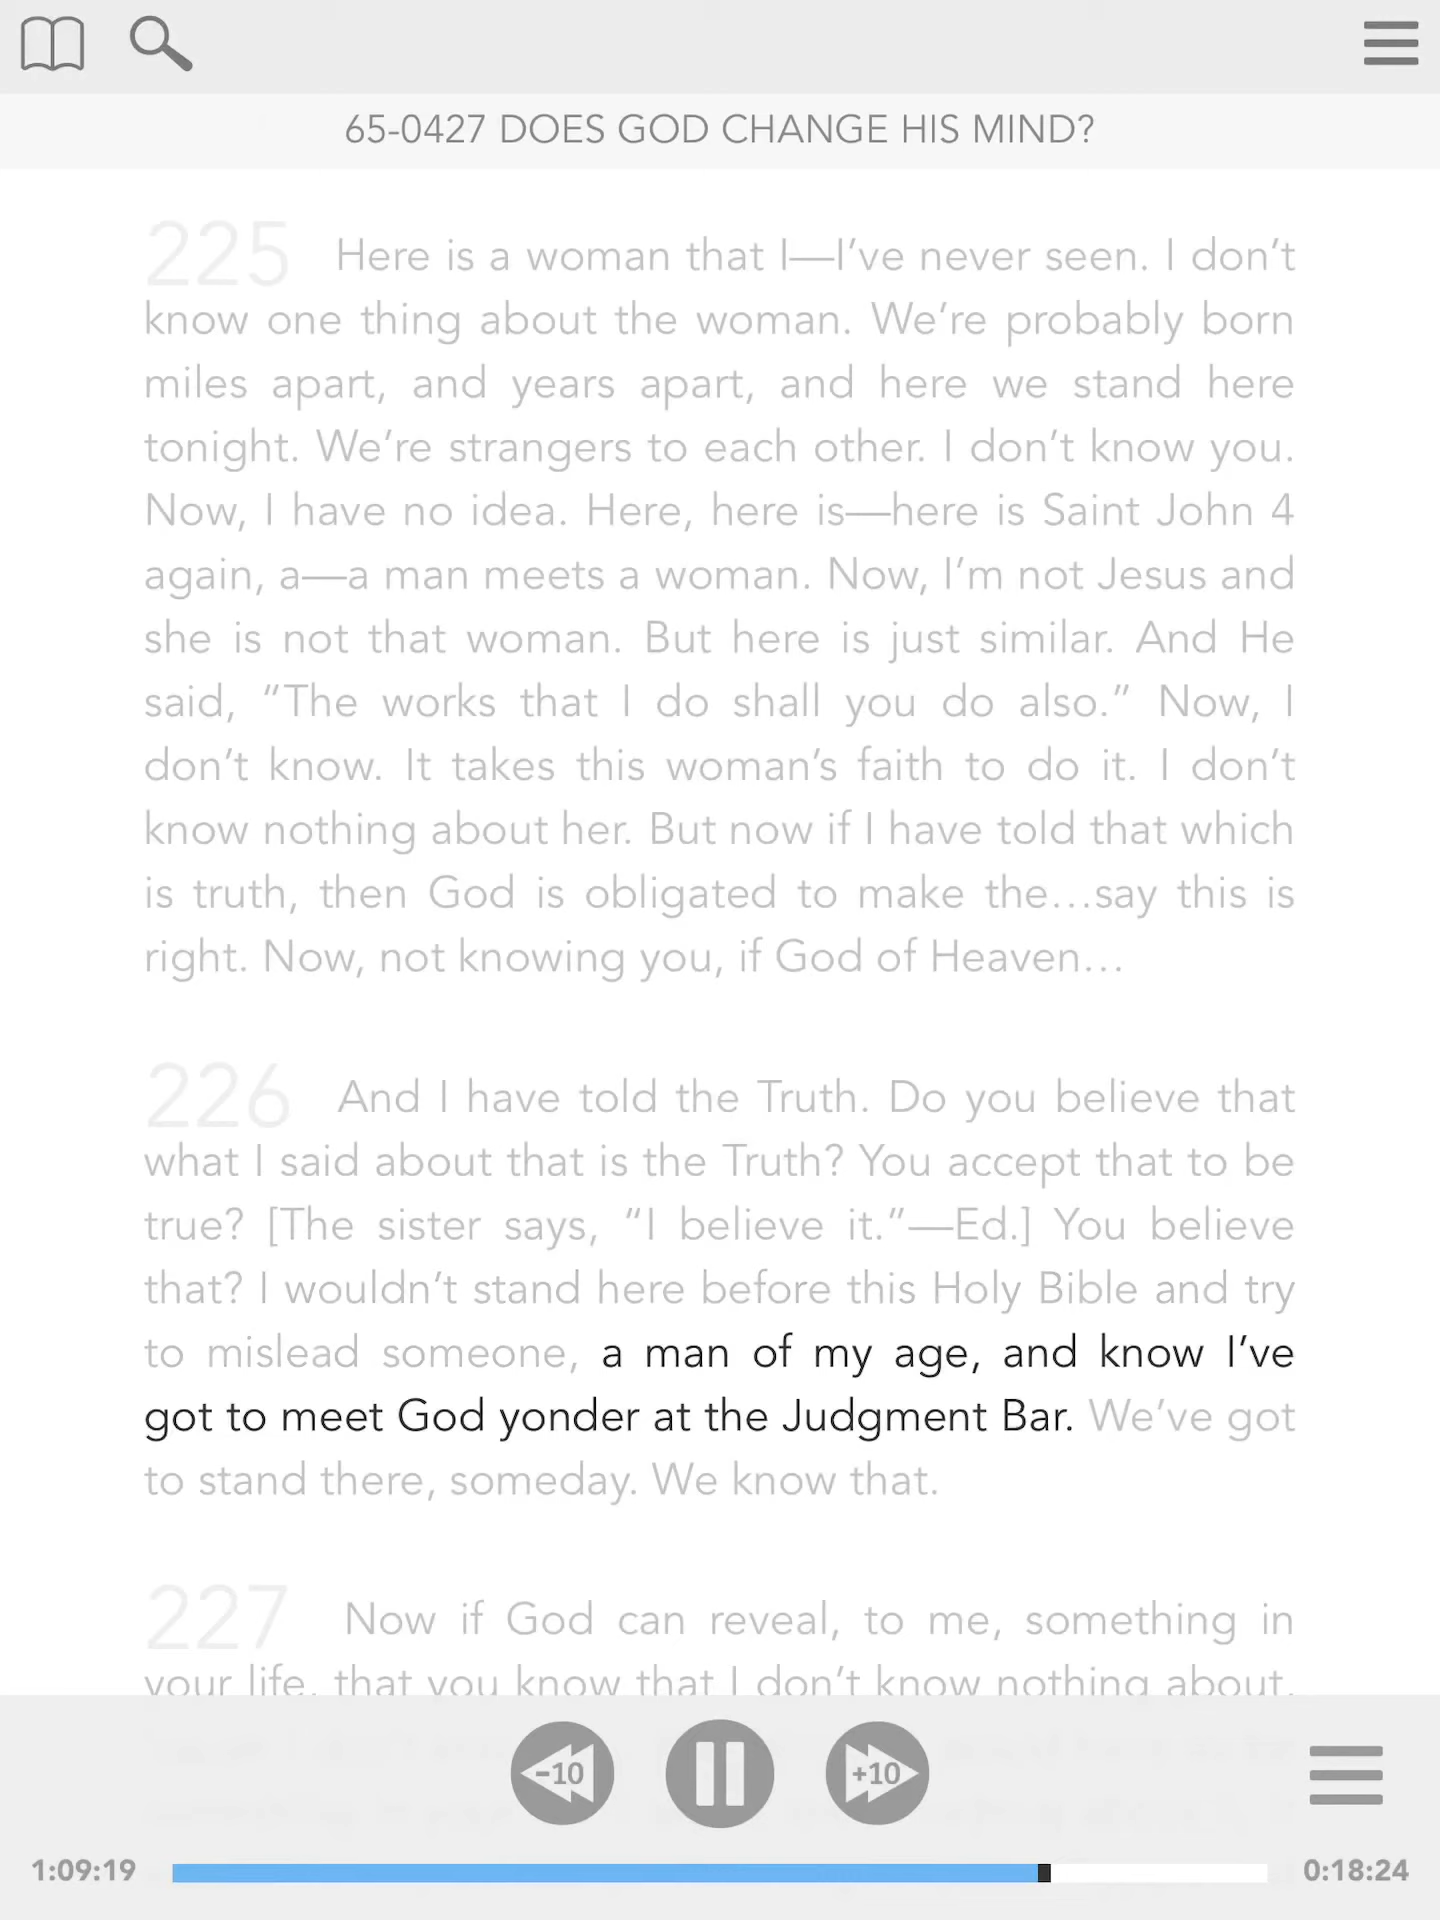 65-0427 DOES GOD CHANGE HIS MIND?
225 Here is a woman that I—I’ve never seen. I don’t
know one thing about the woman. We’re probably born
miles apart, and years apart, and here we stand here
tonight. We’re strangers to each other. I don’t know you.
Now, I have no idea. Here, here is—here is Saint John 4
again, a—a man meets a woman. Now, I’m not Jesus and
she is not that woman. But here is just similar. And He
said, “The works that I do shall you do also.” Now, I
don’t know. It takes this woman’s faith to do it. I don’t
know nothing about her. But now if I have told that which
is truth, then God is obligated to make the…say this is
right. Now, not knowing you, if God of Heaven…
226 And I have told the Truth. Do you believe that
what I said about that is the Truth? You accept that to be
true? [The sister says, “I believe it.”—Ed.] You believe
that? I wouldn’t stand here before this Holy Bible and try
to mislead someone, a man of my age, and know I’ve
got to meet God yonder at the Judgment Bar. We’ve got
to stand there, someday. We know that.
227 Now if God can reveal, to me, something in
your life, that you know that I don’t know nothing about,
-10 +10
1:09:19 0:18:24